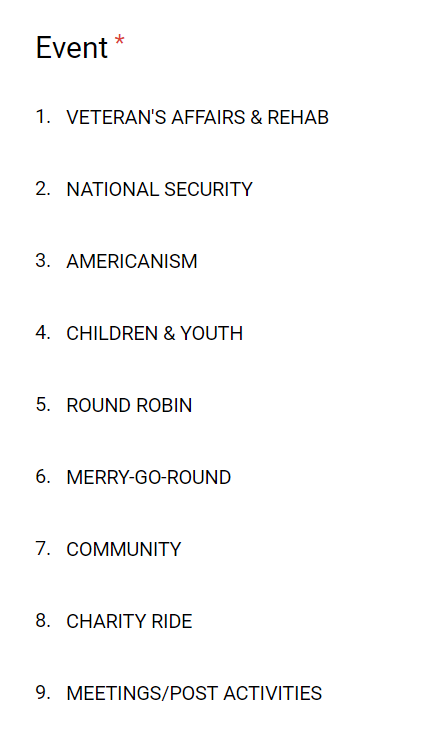 Event *
1. VETERAN'S AFFAIRS & REHAB
2. NATIONAL SECURITY
3. AMERICANISM
4. CHILDREN & YOUTH
5. ROUND ROBIN
6. MERRY-GO-ROUND
7. COMMUNITY
8. CHARITY RIDE
9. MEETINGS/POST ACTIVITIES